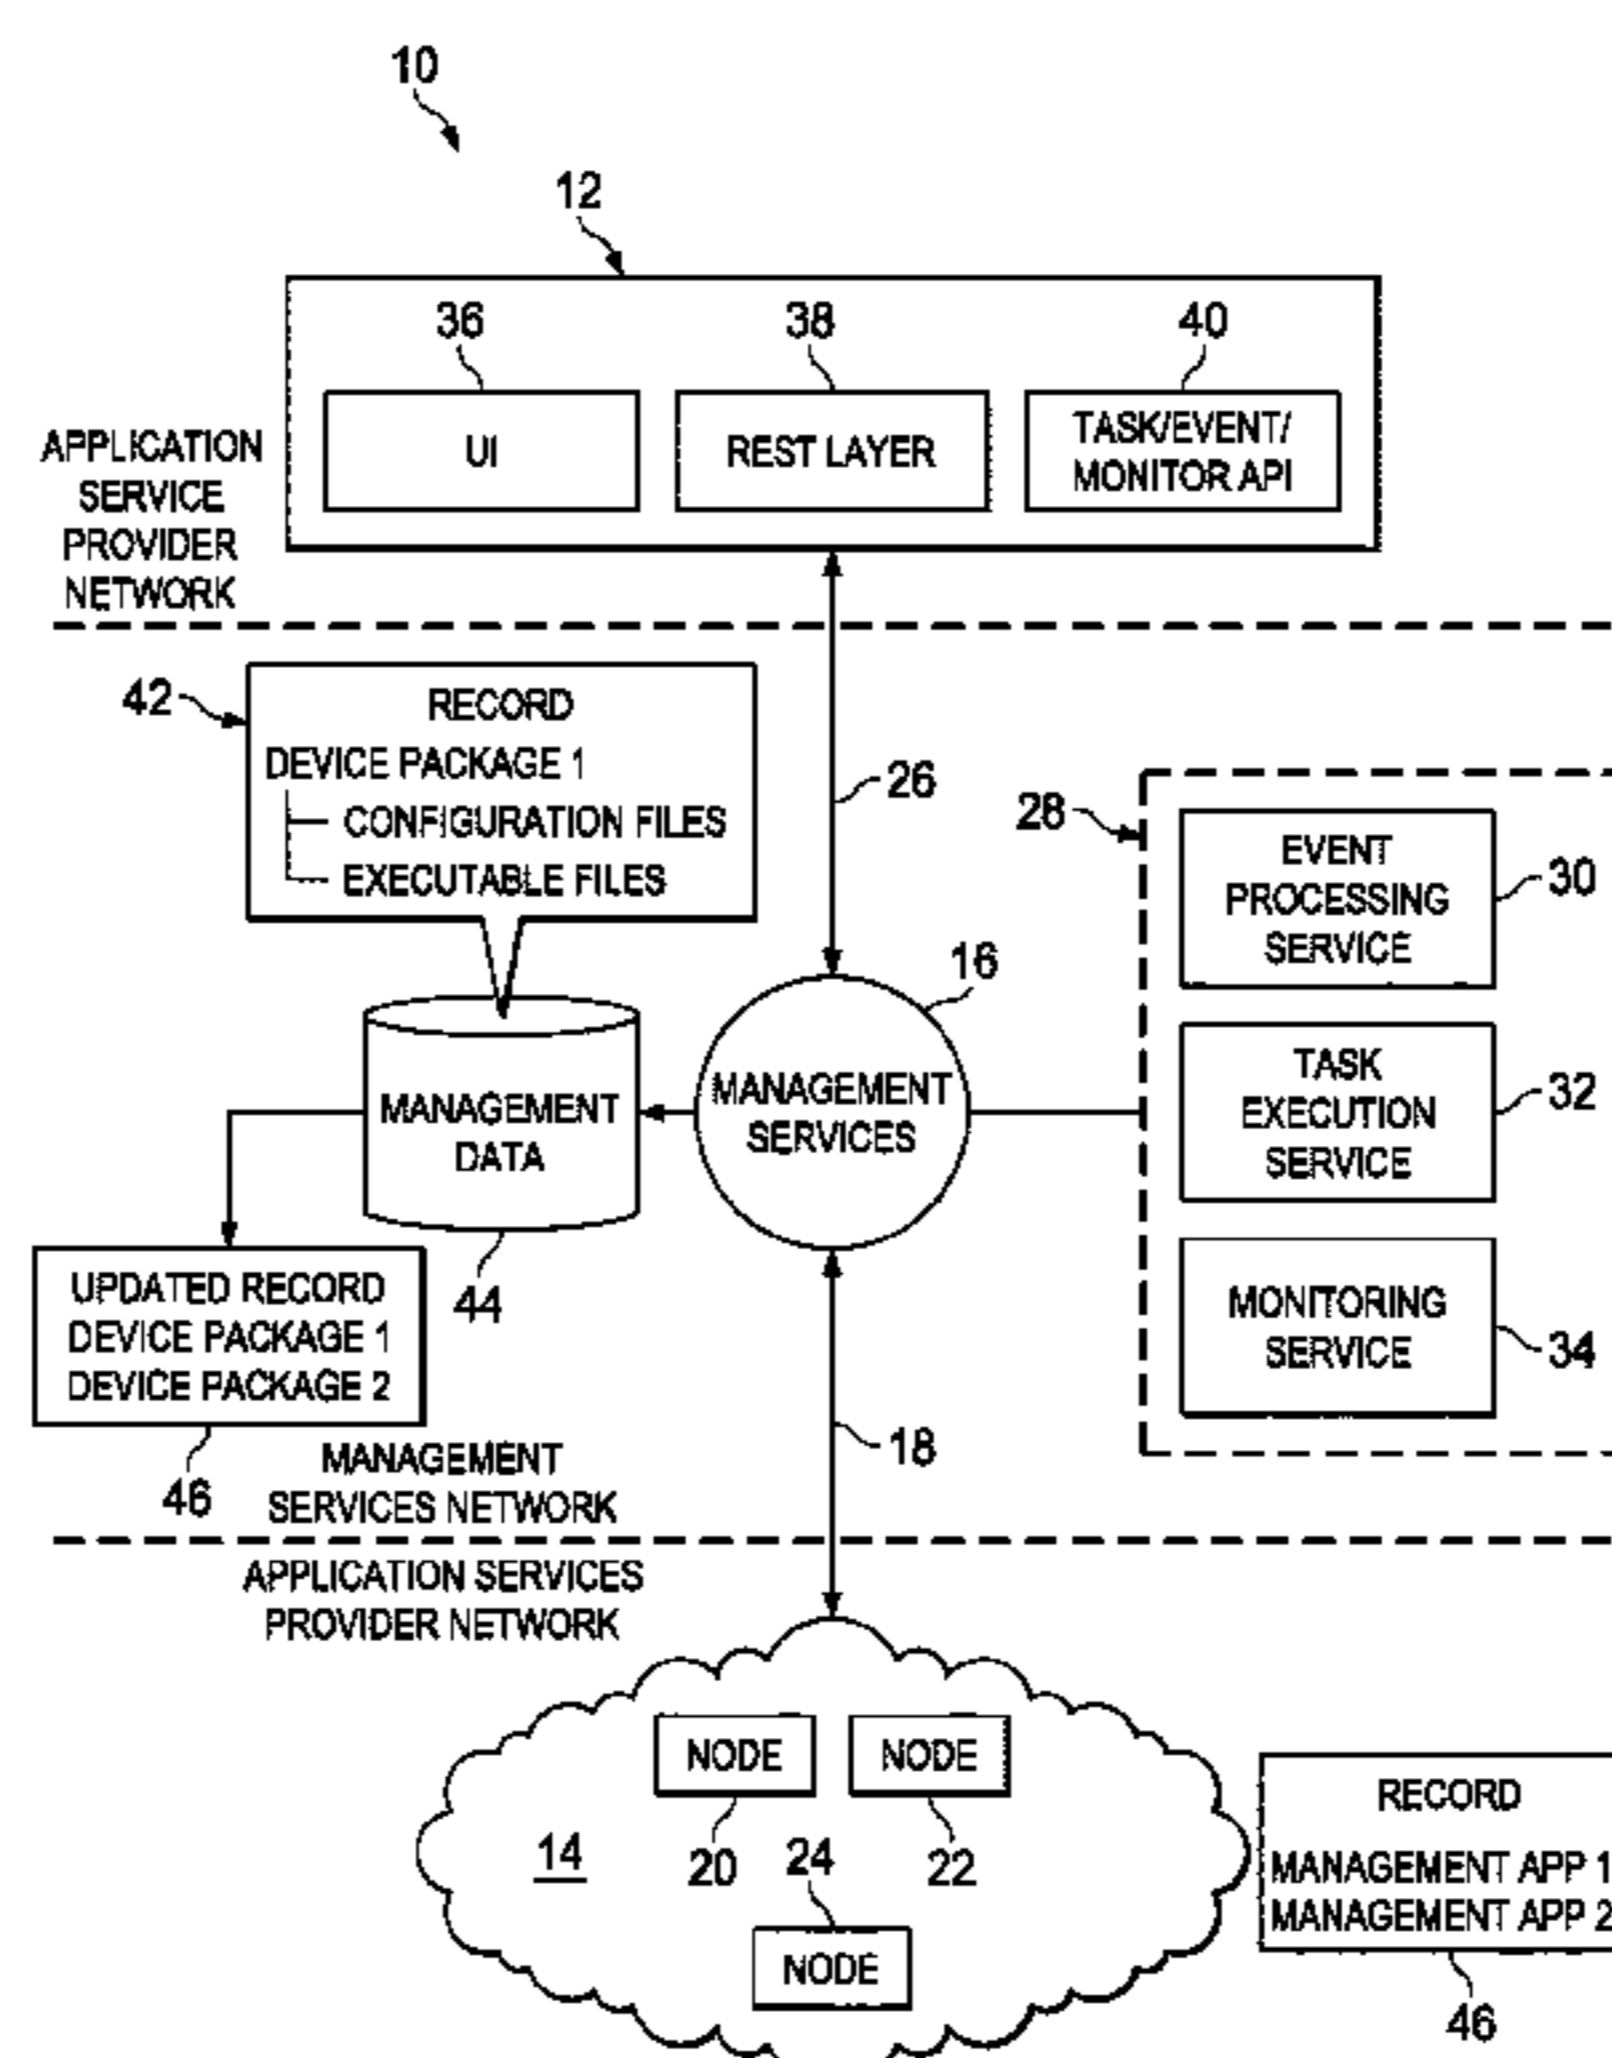 10
12
36
38
40
UI
REST LAYER
TASK/EVENT/
MONITOR API
APPLICATION
SERVICE
PROVIDER
NETWORK
42
RECORD
DEVICE PACKAGE 1
CONFIGURATION FILES
EXECUTABLE FILES
26
28
EVENT
PROCESSING
SERVICE
30
16
MANAGEMENT
SERVICES
MANAGEMENT
DATA
44
TASK
EXECUTION
SERVICE
32
UPDATED RECORD
DEVICE PACKAGE 1
DEVICE PACKAGE 2
46
MONITORING
SERVICE
34
18
MANAGEMENT
SERVICES NETWORK
APPLICATION SERVICES
PROVIDER NETWORK
NODE
NODE
20
22
14
24
NODE
RECORD
MANAGEMENT APP 1
MANAGEMENT APP 2
46